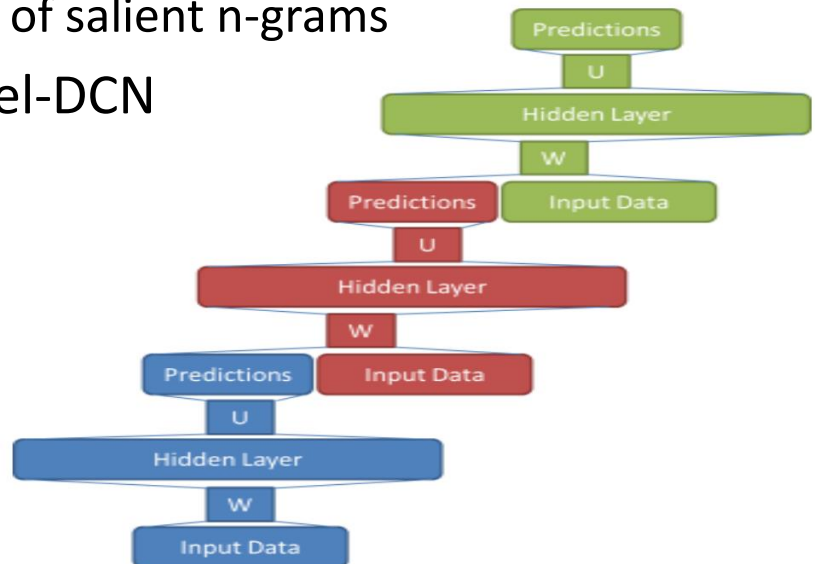 of salient n-grams
el-DCN
Predictions
U
Hidden Layer
W
Predictions Input Data
U
Hidden Layer
W
Predictions Input Data
U
Hidden Layer
W
Input Data